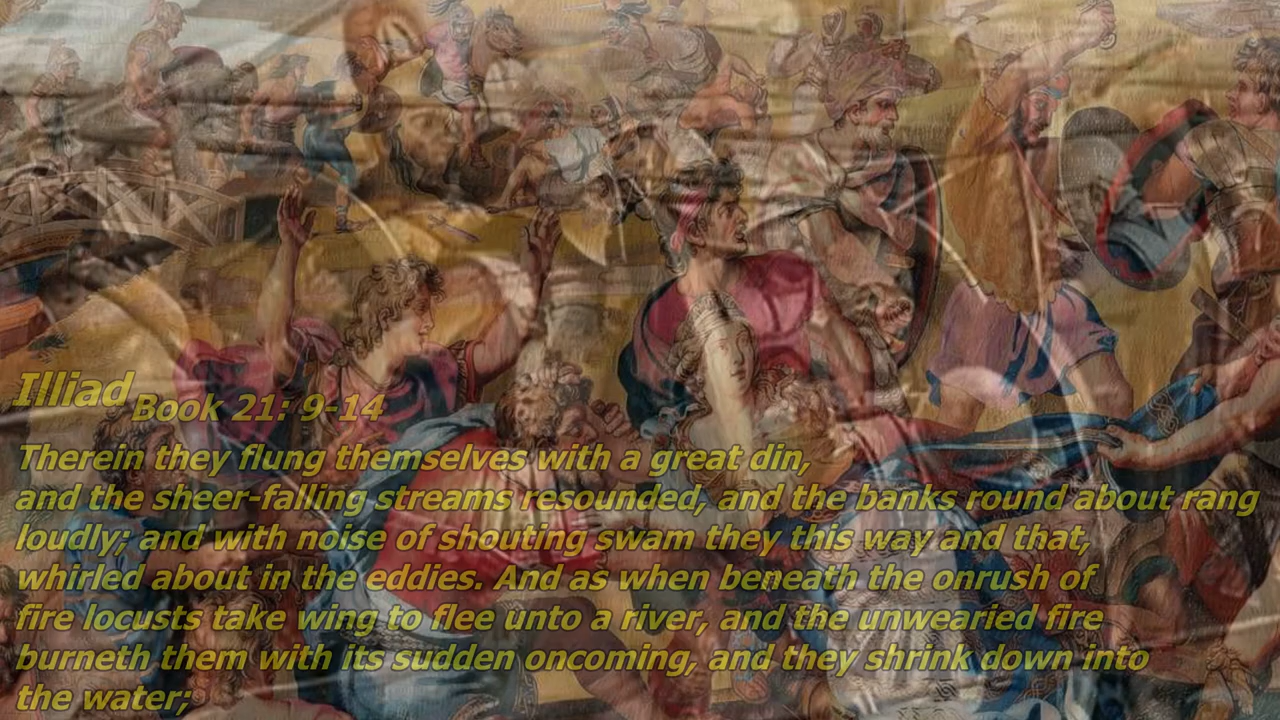 Illiad Book 21: 9-14
Therein they flung themselves with a great din,
and the sheer-falling streams resounded, and the banks round about rang
loudly; and with noise of shouting swam they this way and that,
whirled about in the eddies. And as when beneath the onrush of
fire locusts take wing to flee unto a river, and the unwearied fire
burneth them with its sudden oncoming, and they shrink down into
the water;